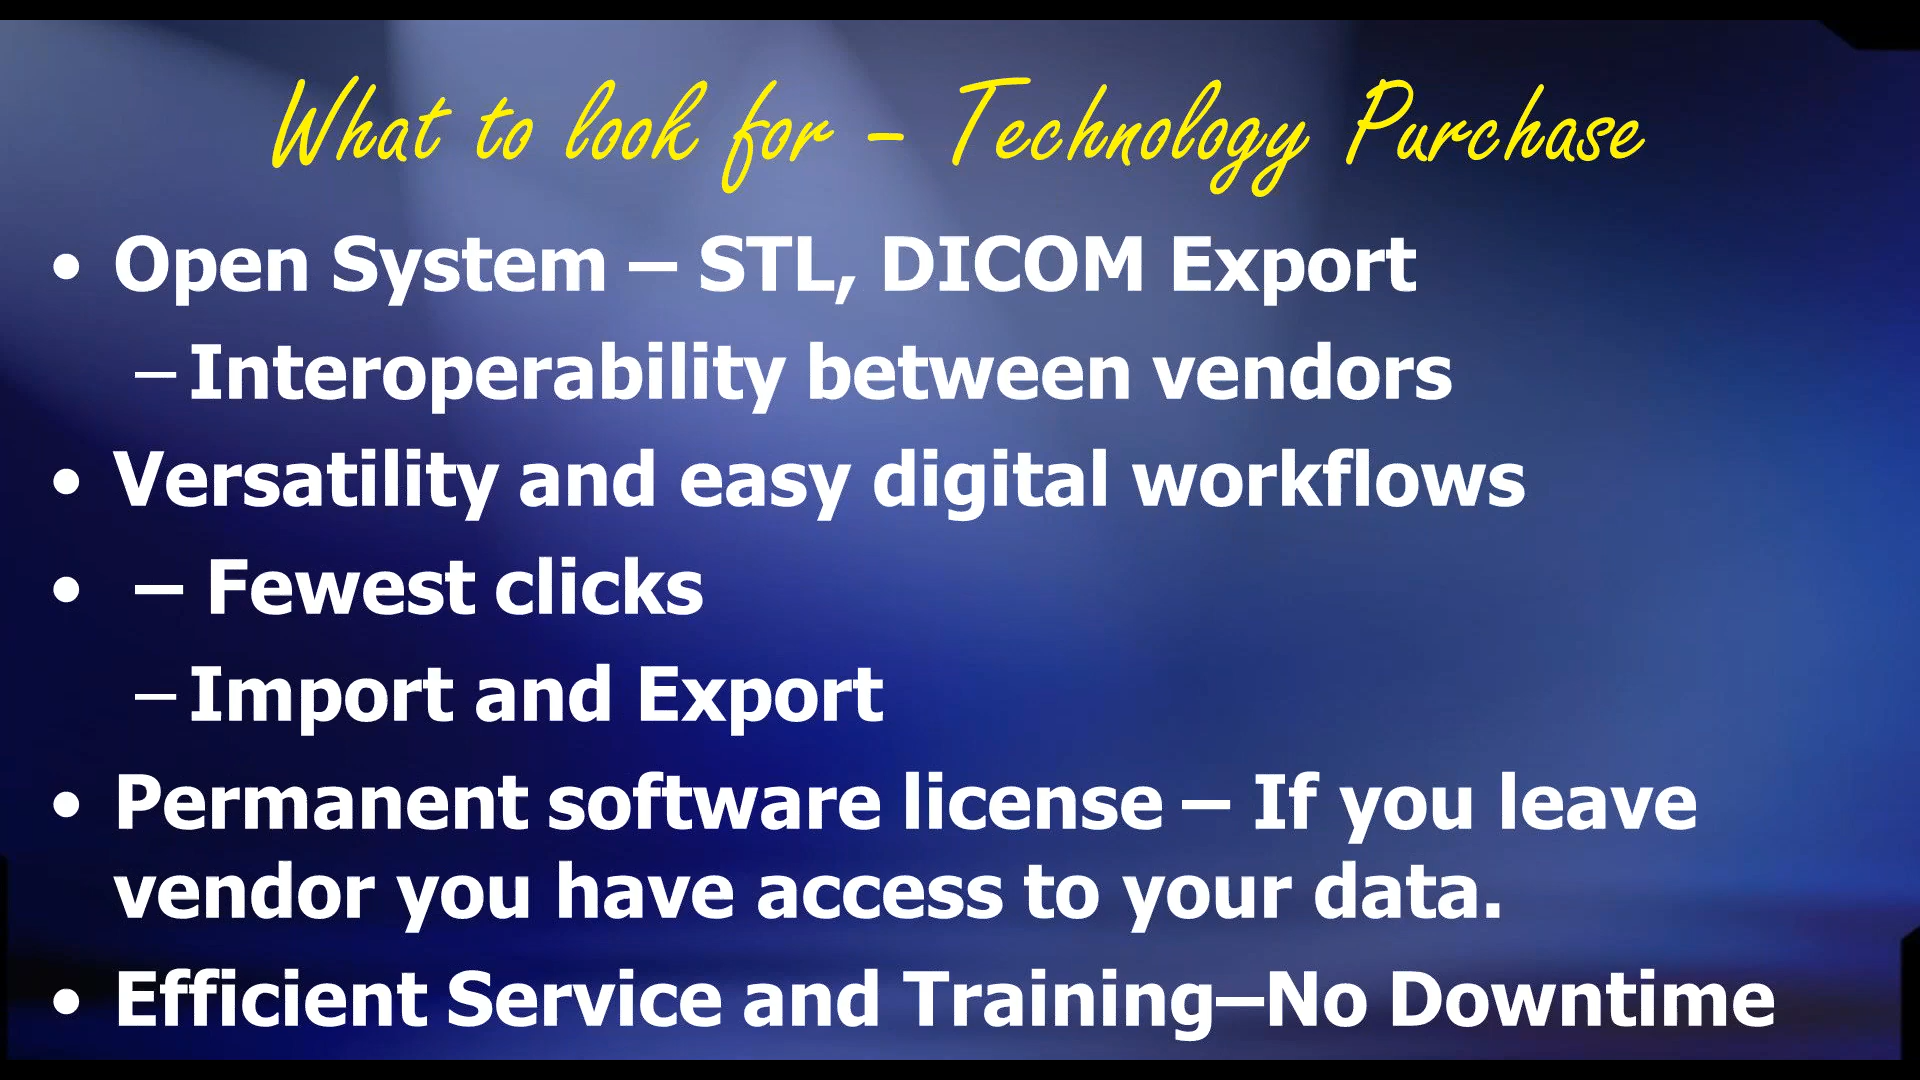 What to look for – Technology Purchase
• Open System – STL, DICOM Export
– Interoperability between vendors
• Versatility and easy digital workflows
• – Fewest clicks
– Import and Export
• Permanent software license – If you leave
vendor you have access to your data.
• Efficient Service and Training–No Downtime